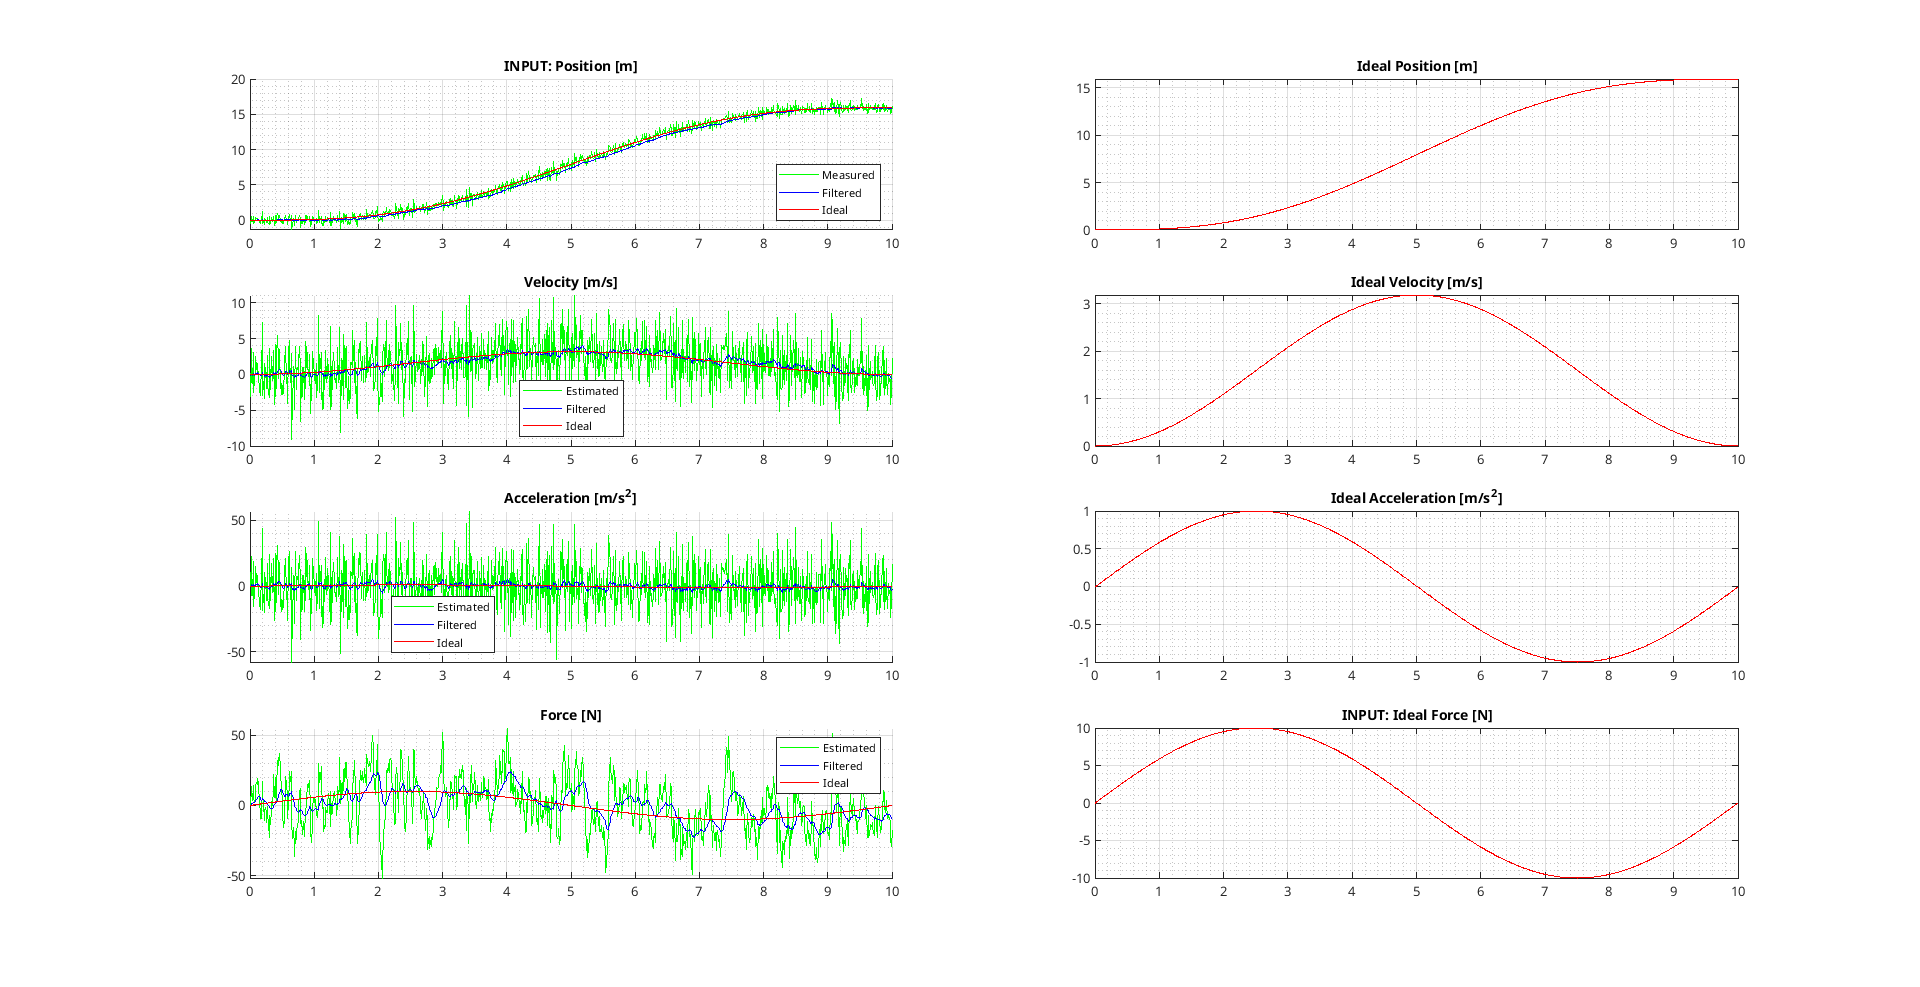 INPUT: Position [m]
20
15
10
5
0
Measured
Filtered
Ideal
0 1 2 3 4 5 6 7 8 9 10
Ideal Position [m]
15
10
5
0
0 1 2 3 4 5 6 7 8 9 10
Velocity [m/s]
10
5
0
-5
-10
Estimated
Filtered
Ideal
0 1 2 3 4 5 6 7 8 9 10
Ideal Velocity [m/s]
3
2
1
0
0 1 2 3 4 5 6 7 8 9 10
Acceleration [m/s²]
50
0
-50
Estimated
Filtered
Ideal
0 1 2 3 4 5 6 7 8 9 10
Ideal Acceleration [m/s²]
1
0.5
0
-0.5
-1
0 1 2 3 4 5 6 7 8 9 10
Force [N]
50
0
-50
Estimated
Filtered
Ideal
0 1 2 3 4 5 6 7 8 9 10
INPUT: Ideal Force [N]
10
5
0
-5
-10
0 1 2 3 4 5 6 7 8 9 10